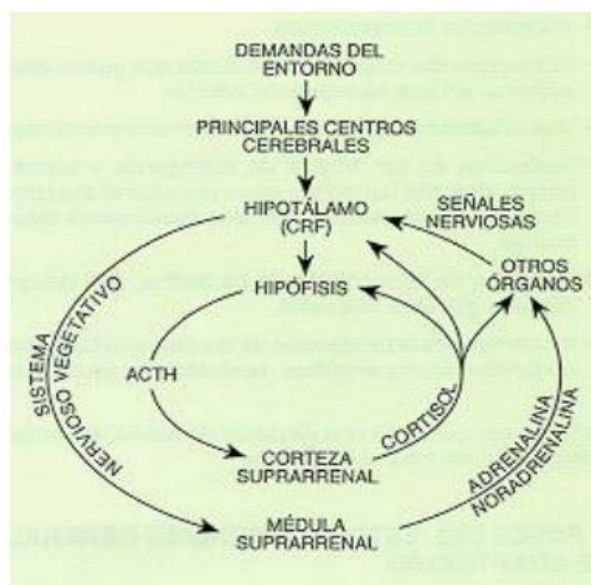 DEMANDAS DEL
ENTORNO
PRINCIPALES CENTROS
CEREBRALES
HIPOTÁLAMO
(CRF)
SEÑALES
NERVIOSAS
HIPÓFISIS
OTROS
ÓRGANOS
SISTEMA
NERVIOSO VEGETATIVO
ACTH
CORTISOL
CORTEZA
SUPRARRENAL
ADRENALINA
NORADRENALINA
MÉDULA
SUPRARRENAL